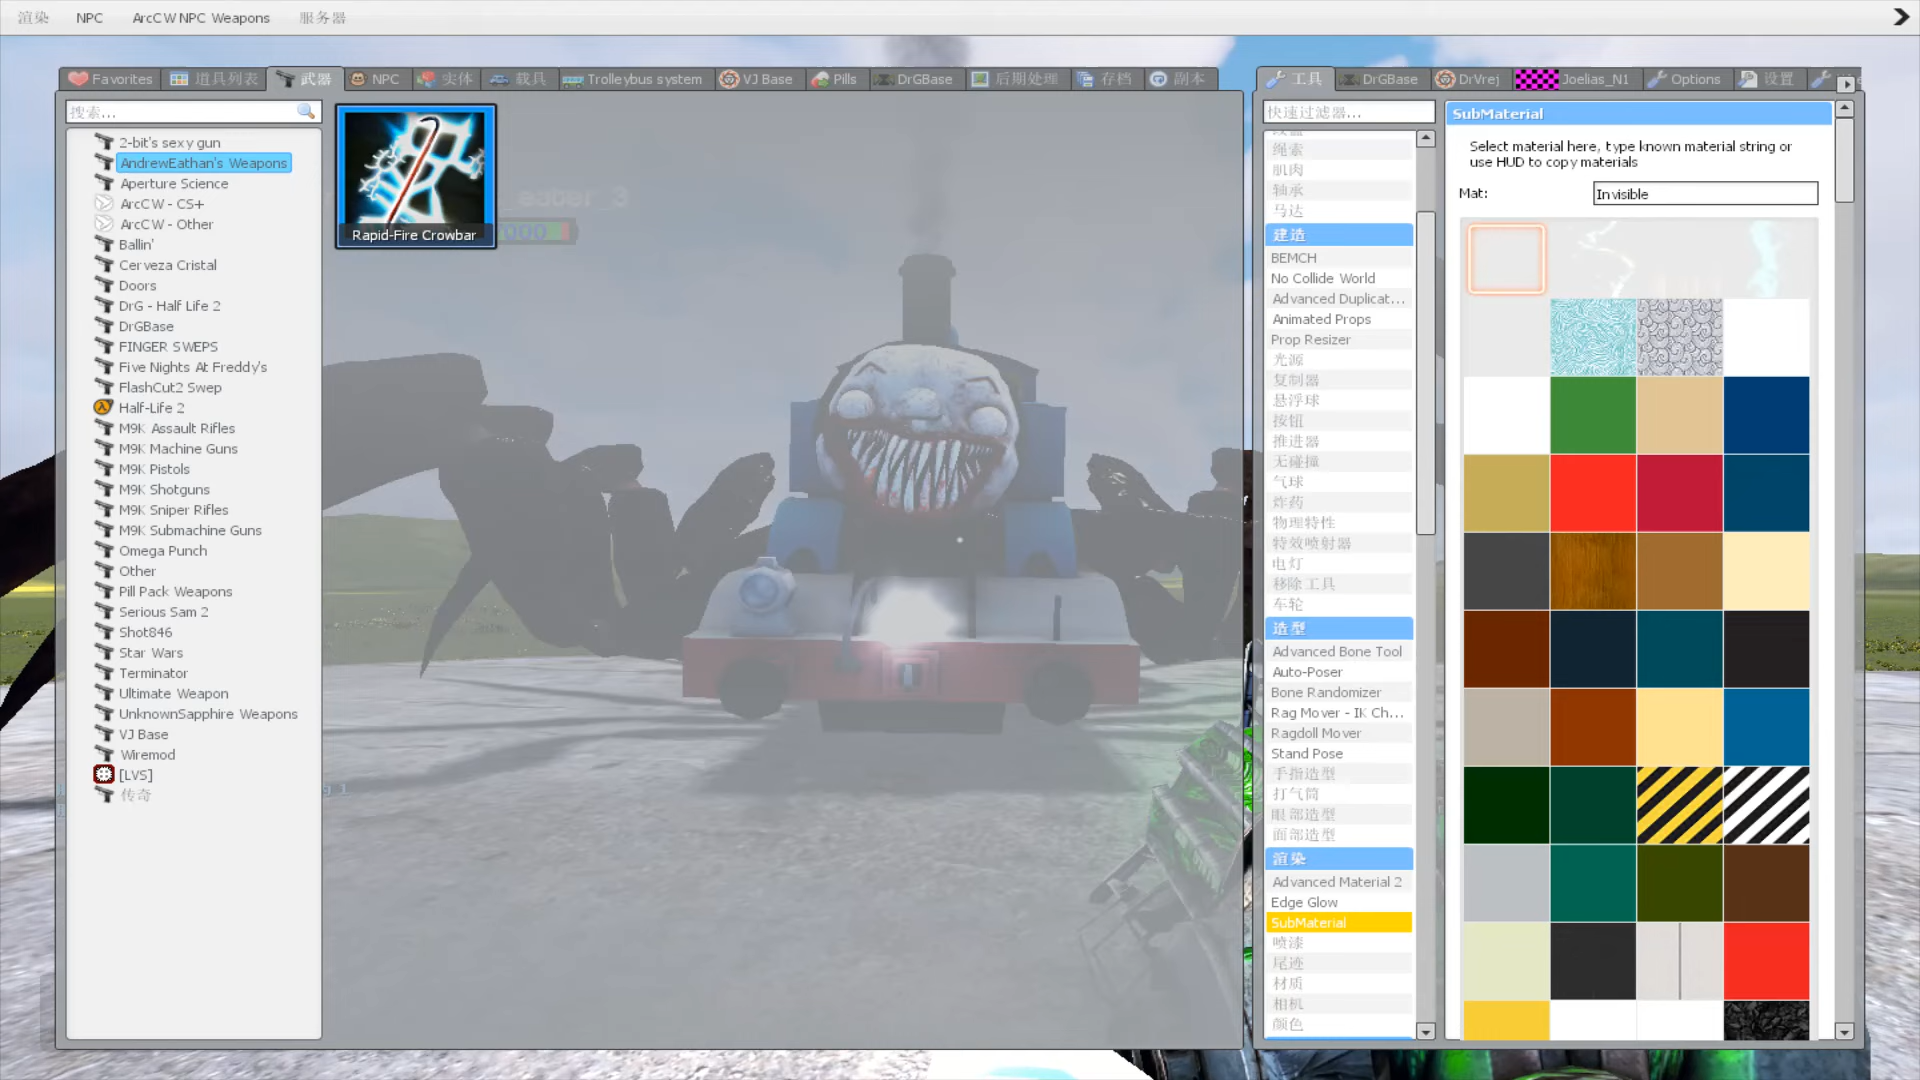 渲染 NPC ArcCW NPC Weapons 服务器
Favorites 道具列表 武器 NPC 实体 载具 Trolleybus system VJ Base Pills DrGBase 后期处理 存档 副本
工具 DrGBase DrVrej Joelias_N1 Options 设置
搜索...
2-bit's sexy gun
AndrewEathan's Weapons
Aperture Science
ArcCW - CS+
ArcCW - Other
Ballin'
Cerveza Cristal
Doors
DrG - Half Life 2
DrGBase
FINGER SWEPS
Five Nights At Freddy's
FlashCut2 Swep
Half-Life 2
M9K Assault Rifles
M9K Machine Guns
M9K Pistols
M9K Shotguns
M9K Sniper Rifles
M9K Submachine Guns
Omega Punch
Other
Pill Pack Weapons
Serious Sam 2
Shot846
Star Wars
Terminator
Ultimate Weapon
UnknownSapphire Weapons
VJ Base
Wiremod
[LVS]
传奇
Rapid-Fire Crowbar
_eater_3
快速过滤器...
绳索
肌肉
轴承
马达
建造
BEMCH
No Collide World
Advanced Duplicat...
Animated Props
Prop Resizer
光源
复制器
悬浮球
按钮
推进器
无碰撞
气球
炸药
物理特性
特效喷射器
电灯
移除工具
车轮
造型
Advanced Bone Tool
Auto-Poser
Bone Randomizer
Rag Mover - IK Ch...
Ragdoll Mover
Stand Pose
手指造型
打气筒
眼部造型
面部造型
渲染
Advanced Material 2
Edge Glow
SubMaterial
喷漆
尾迹
材质
相机
颜色
SubMaterial
Select material here, type known material string or
use HUD to copy materials
Mat: Invisible